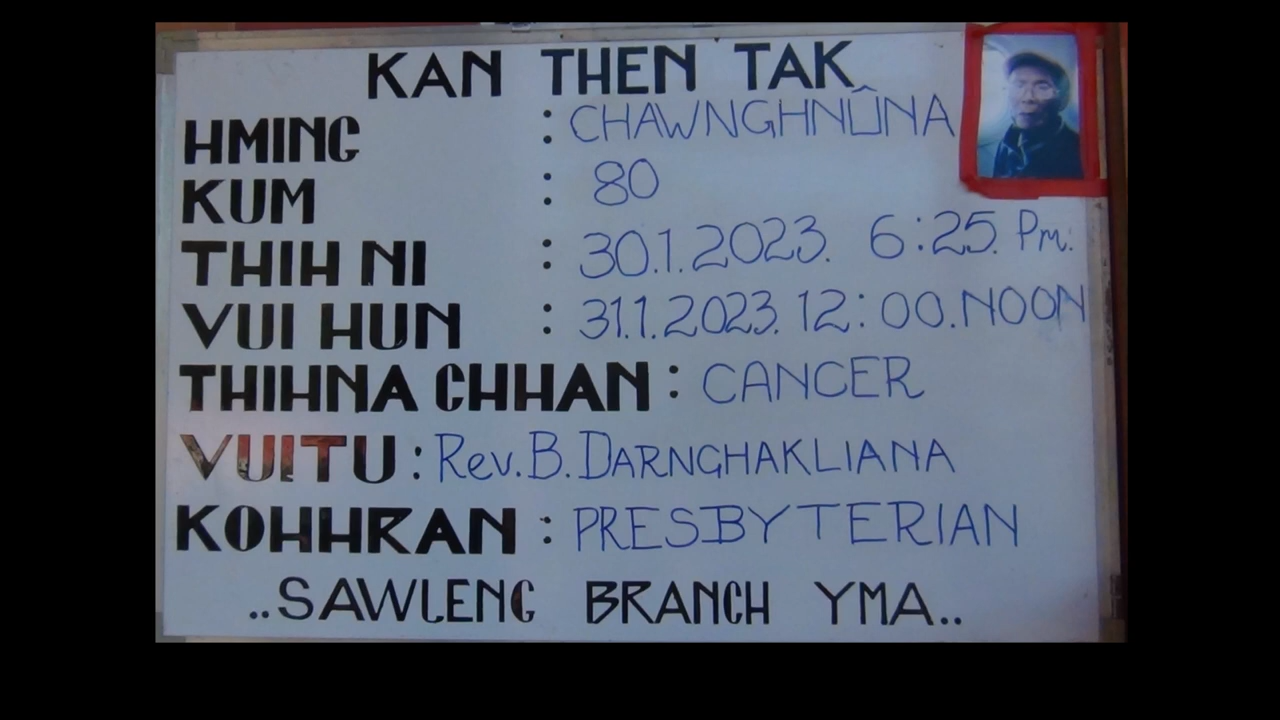 KAN THEN TAK
HMING : CHAWNGHNÛNA
KUM : 80
THIH NI : 30.1.2023. 6:25. Pm.
VUI HUN : 31.1.2023. 12:00.NOON
THIHNA CHHAN : CANCER
VUITU : Rev. B. DARNGHAKLIANA
KOHHRAN : PRESBYTERIAN
..SAWLENG BRANCH YMA..